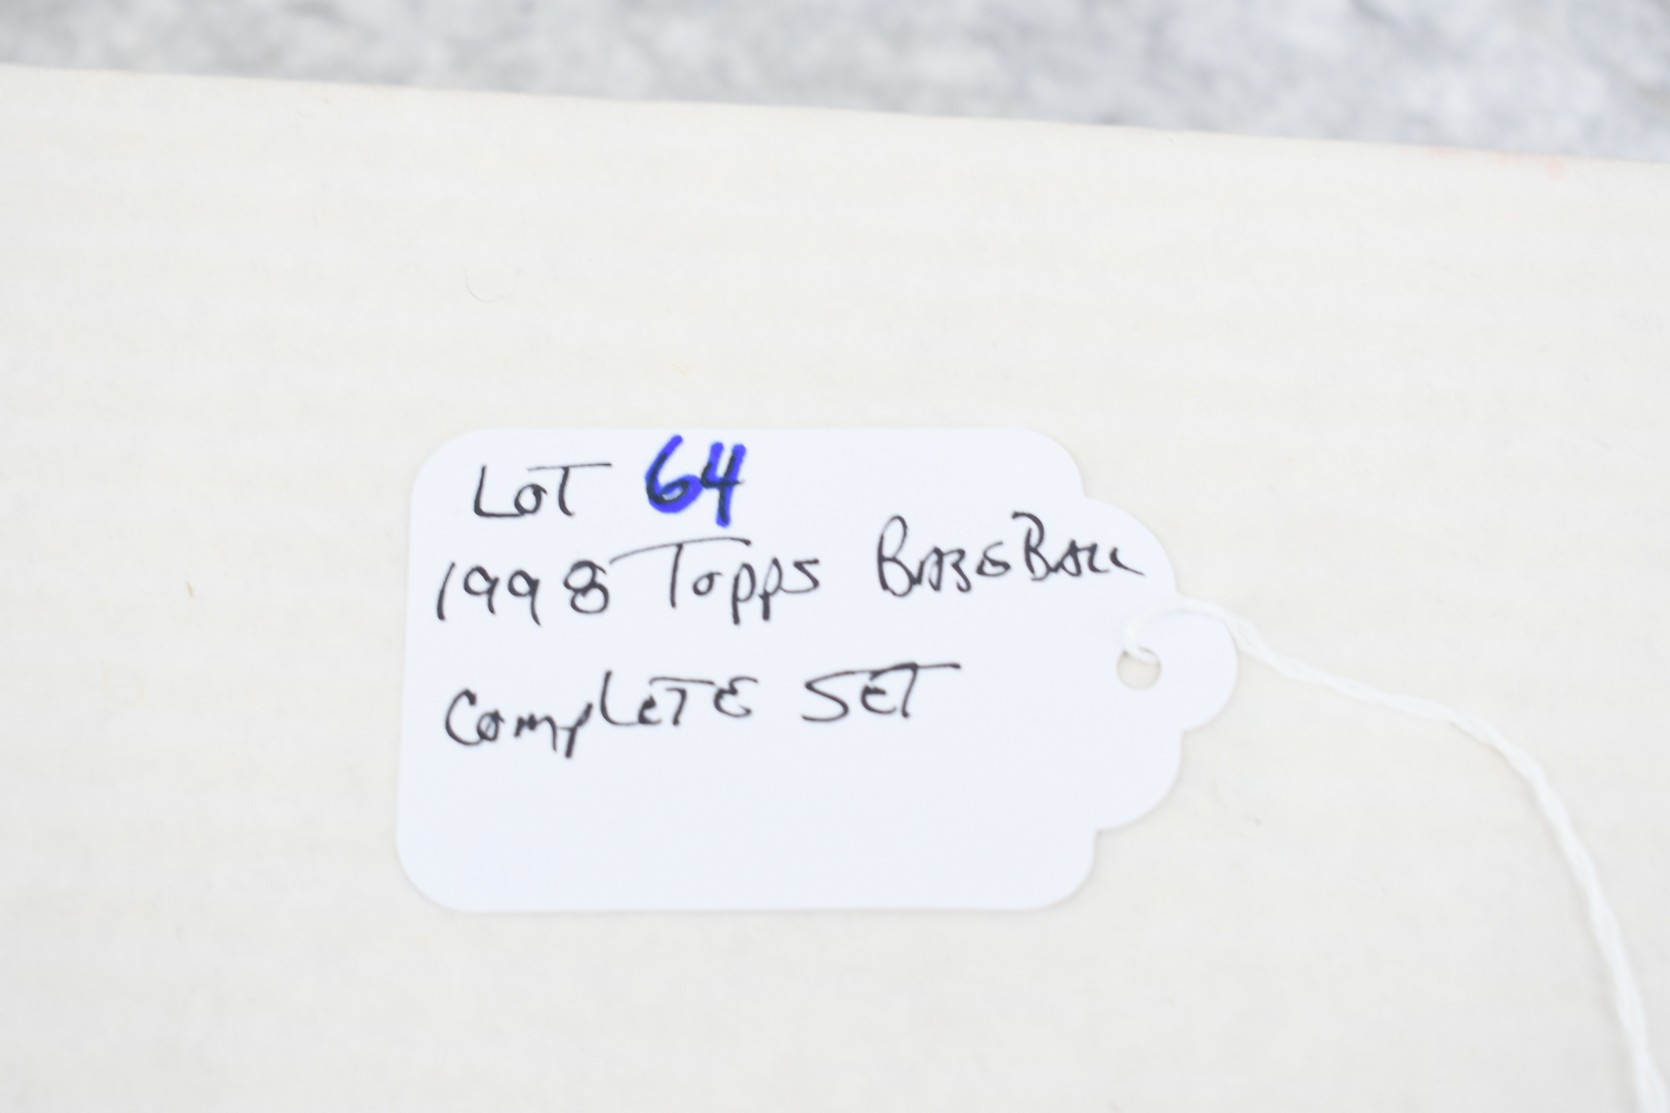 LOT 64
1998 Topps BASEBALL
COMPLETE SET